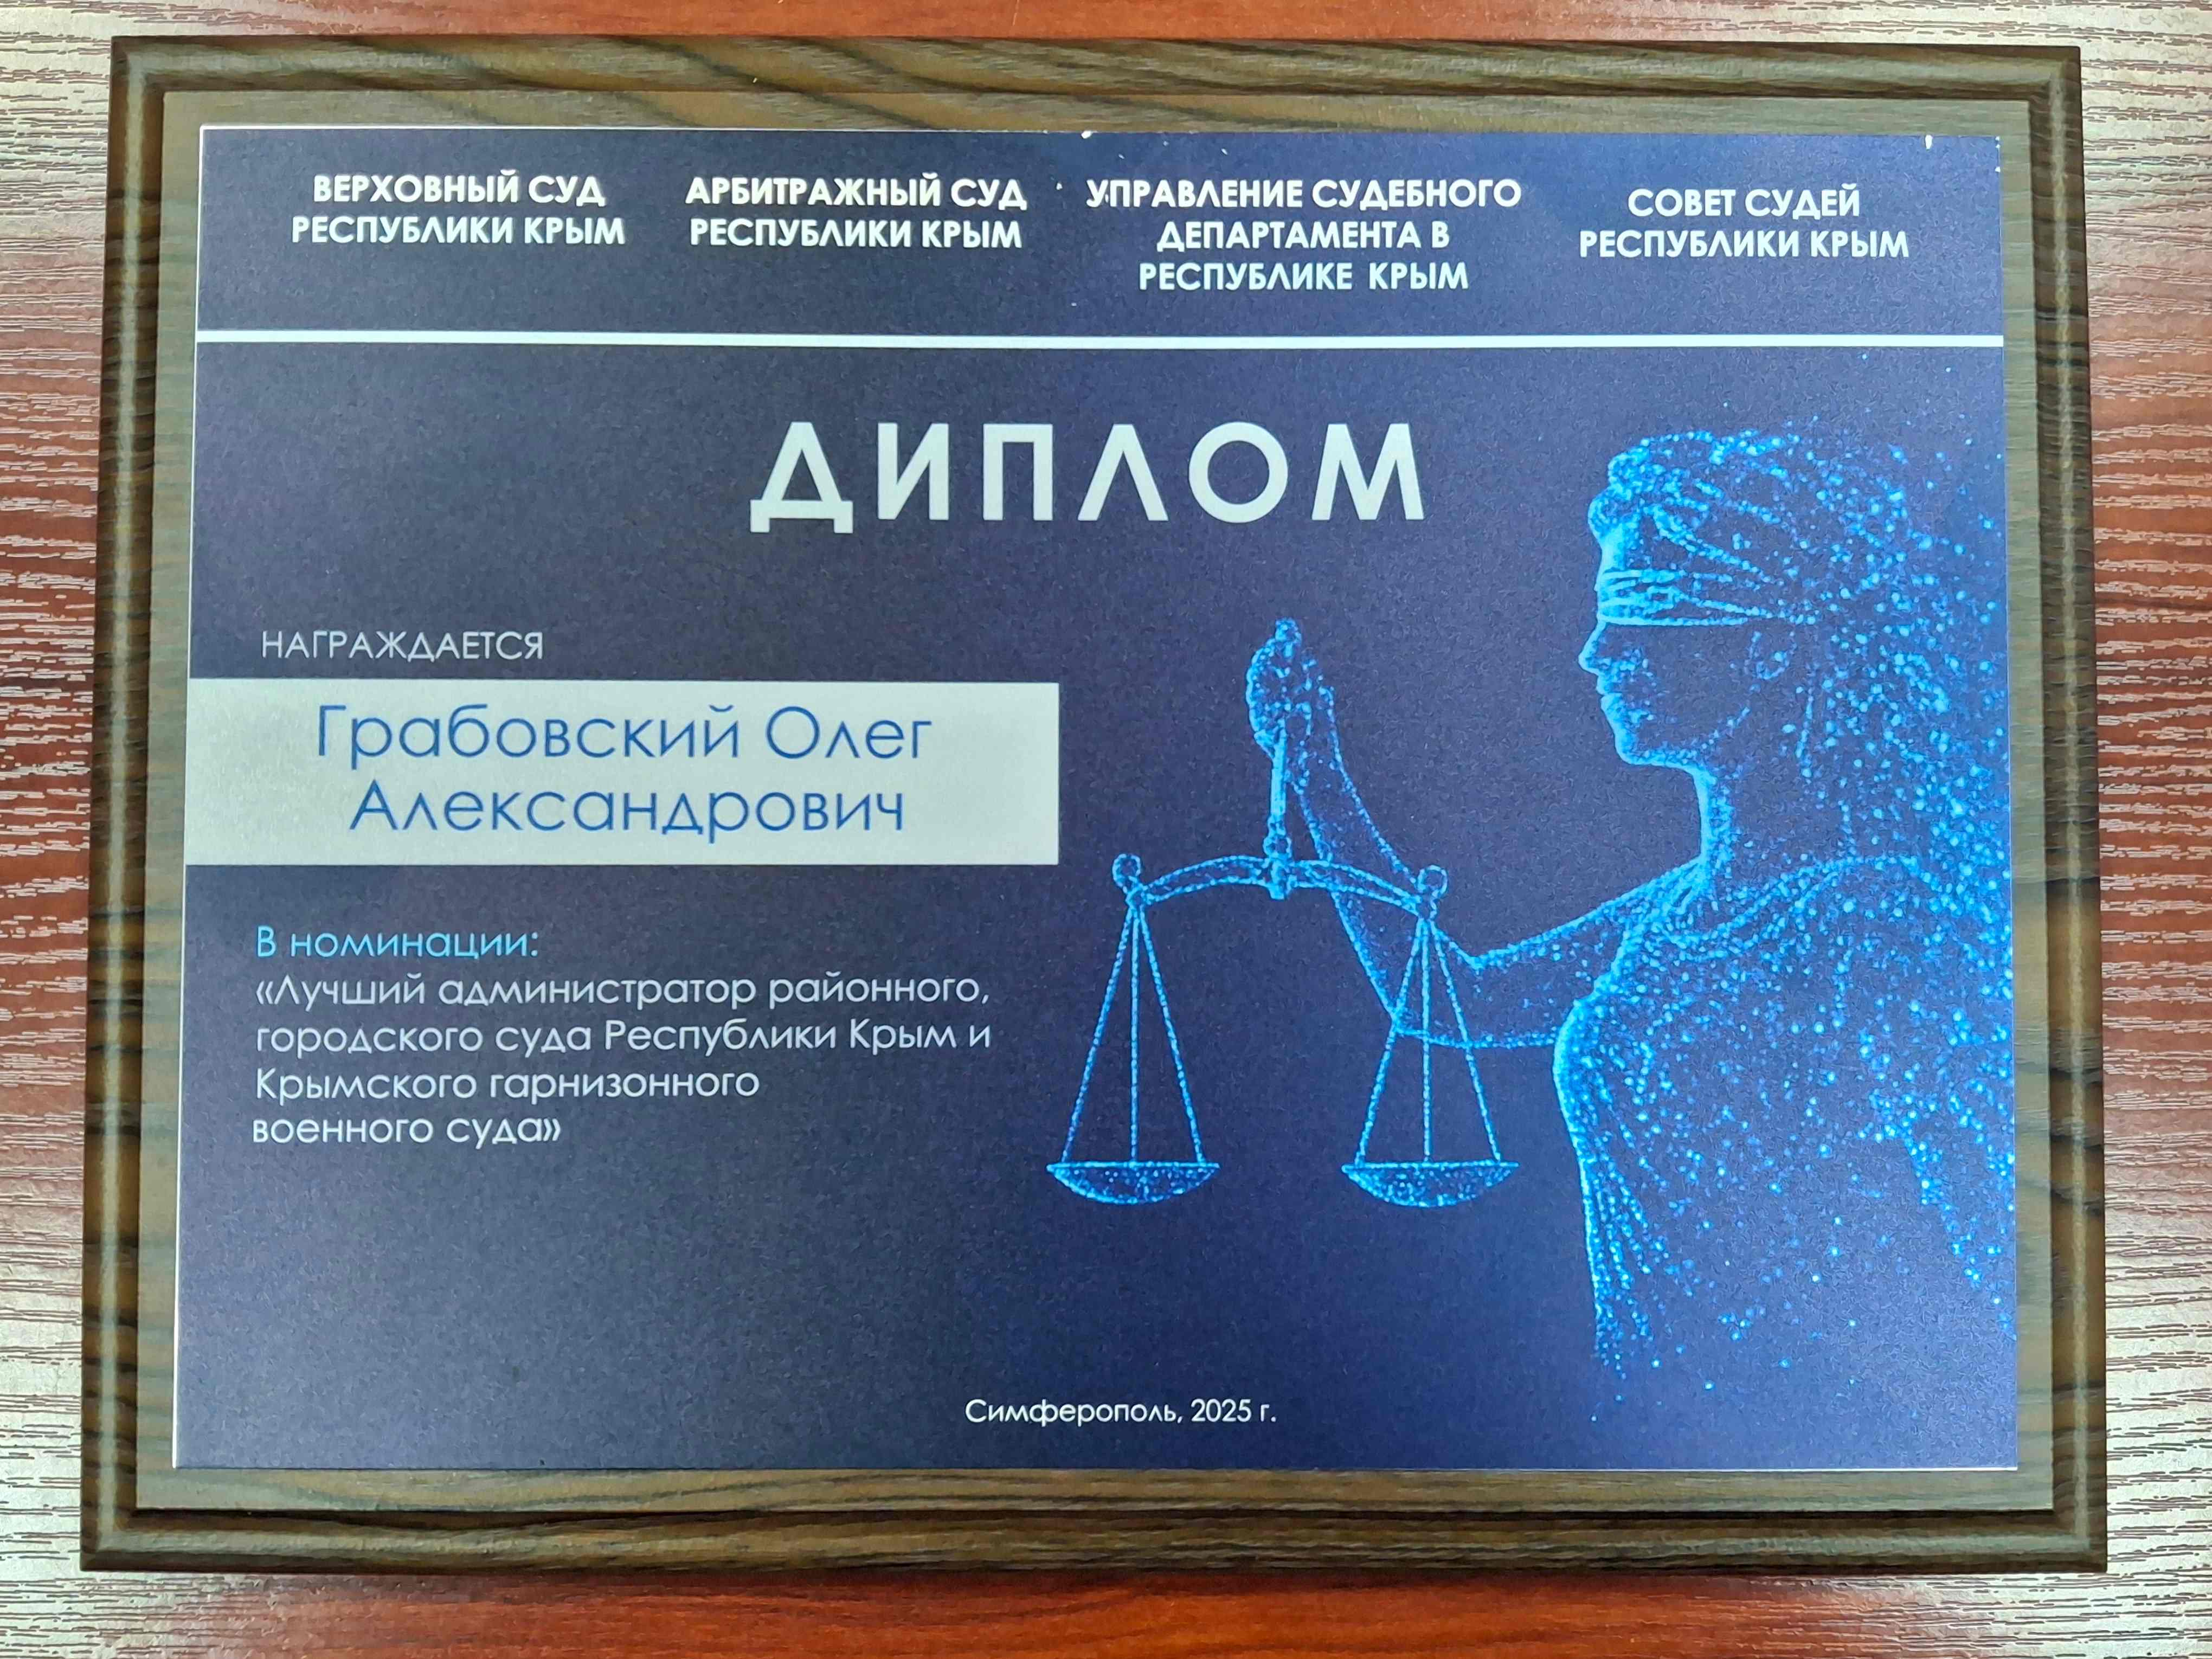 ВЕРХОВНЫЙ СУД
РЕСПУБЛИКИ КРЫМ
АРБИТРАЖНЫЙ СУД
РЕСПУБЛИКИ КРЫМ
УПРАВЛЕНИЕ СУДЕБНОГО
ДЕПАРТАМЕНТА В
РЕСПУБЛИКЕ КРЫМ
СОВЕТ СУДЕЙ
РЕСПУБЛИКИ КРЫМ
ДИПЛОМ
НАГРАЖДАЕТСЯ
Грабовский Олег
Александрович
В номинации:
«Лучший администратор районного,
городского суда Республики Крым и
Крымского гарнизонного
военного суда»
Симферополь, 2025 г.